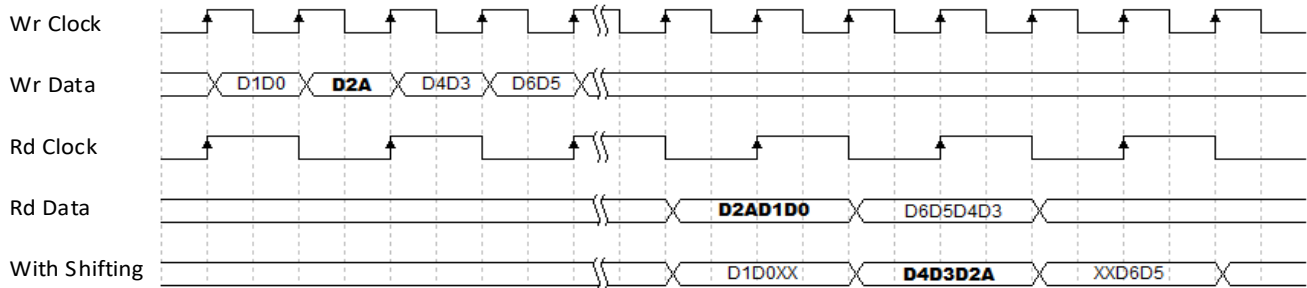 Wr Clock
Wr Data D1D0 D2A D4D3 D6D5
Rd Clock
Rd Data D2AD1D0 D6D5D4D3
With Shifting D1D0XX D4D3D2A XXD6D5